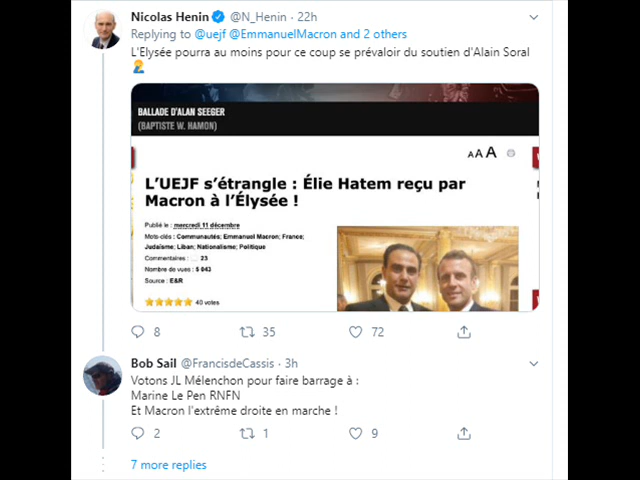 Nicolas Henin @N_Henin · 22h
Replying to @uejf @EmmanuelMacron and 2 others
L'Elysée pourra au moins pour ce coup se prévaloir du soutien d'Alain Soral
BALLADE D'ALAN SEEGER
(BAPTISTE W. HAMON)
A A A
L'UEJF s'étrangle : Élie Hatem reçu par
Macron à l'Élysée !
Publié le : mercredi 11 décembre
Mots-clés : Communautés; Emmanuel Macron; France;
Judaïsme; Liban; Nationalisme; Politique
Commentaires : ... 23
Nombre de vues : 5 043
Source : E&R
40 votes
8 35 72
Bob Sail @FrancisdeCassis · 3h
Votons JL Mélenchon pour faire barrage à :
Marine Le Pen RNFN
Et Macron l'extrême droite en marche !
2 1 9
7 more replies